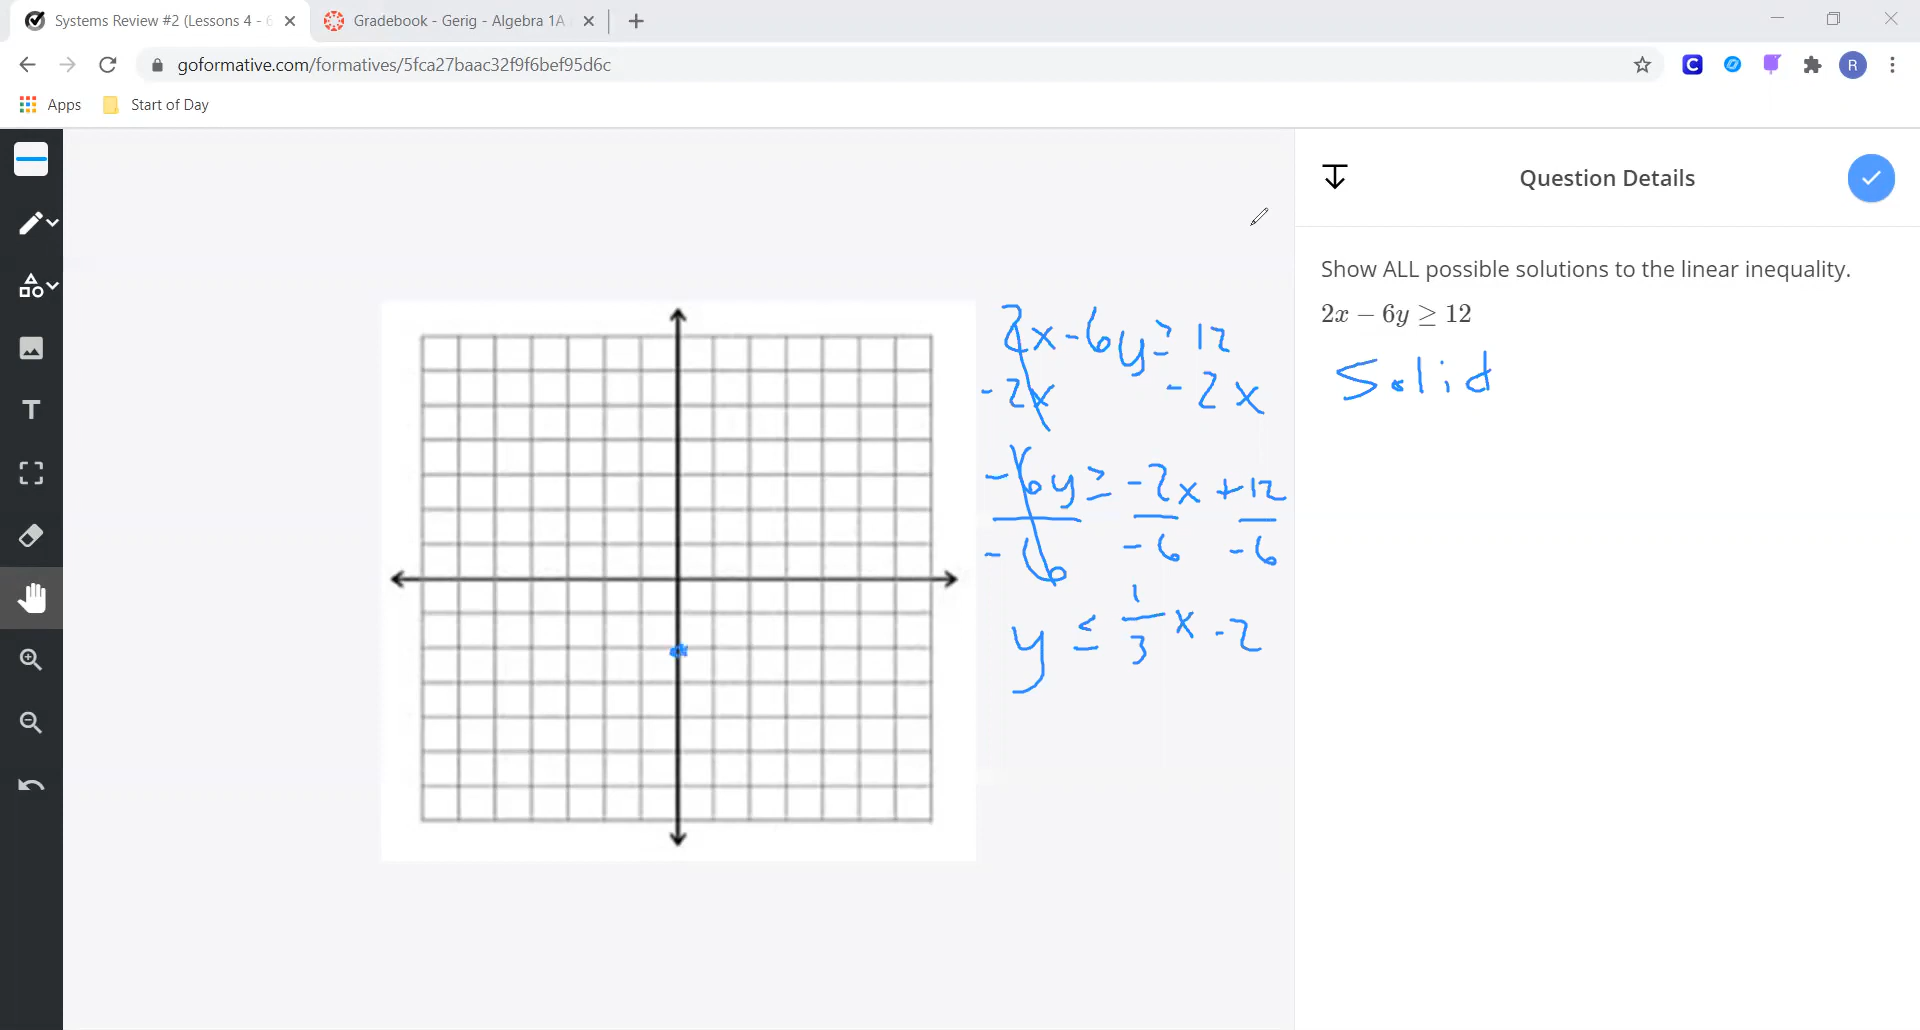 Systems Review #2 (Lessons 4 - 6
Gradebook - Gerig - Algebra 1A
goformative.com/formatives/5fca27baac32f9f6bef95d6c
C
R
Apps
Start of Day
T
Question Details
Show ALL possible solutions to the linear inequality.
2x − 6y ≥ 12
Solid
2x - 6y ≥ 12
- 2x - 2x
- 6y ≥ - 2x + 12
- 6 - 6 - 6
y ≤ 1/3 x - 2